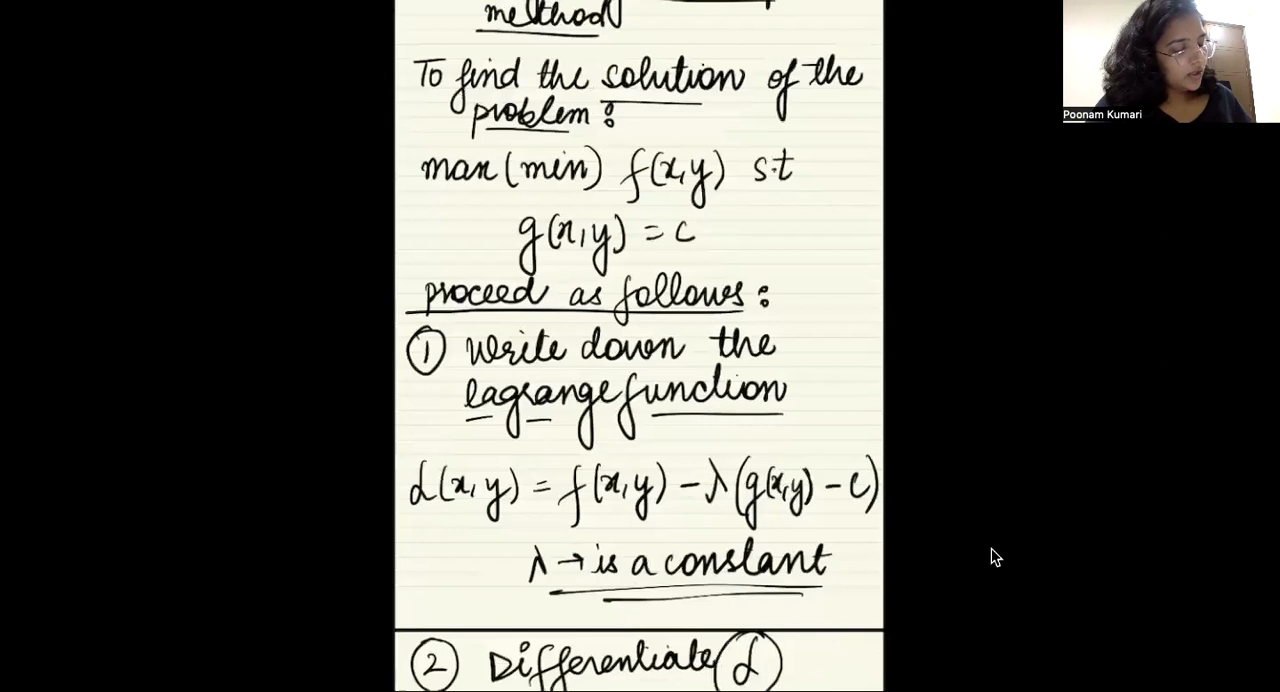 method
To find the solution of the
problem :
max (min) f(x,y) s.t
g(x,y) = c
proceed as follows :
① Write down the
lagrange function
L(x,y) = f(x,y) - λ(g(x,y) - c)
λ → is a constant
② Differentiate L
Poonam Kumari